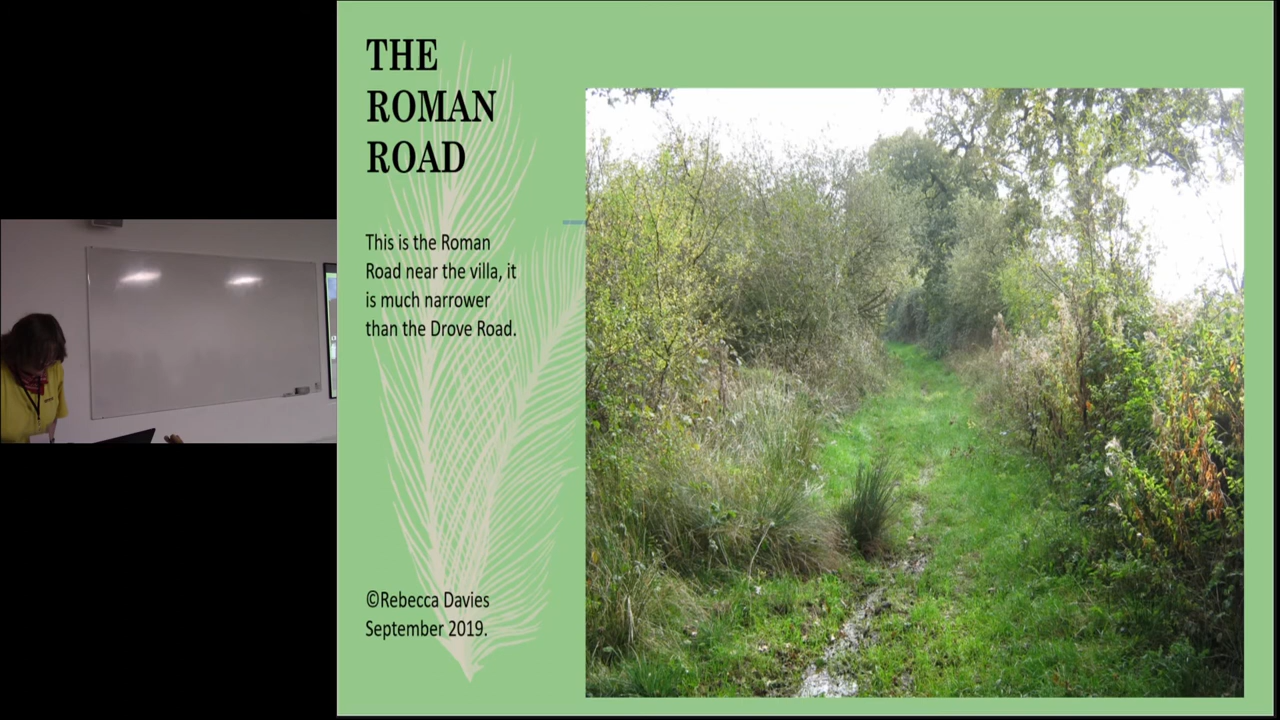 THE
ROMAN
ROAD
This is the Roman
Road near the villa, it
is much narrower
than the Drove Road.
©Rebecca Davies
September 2019.